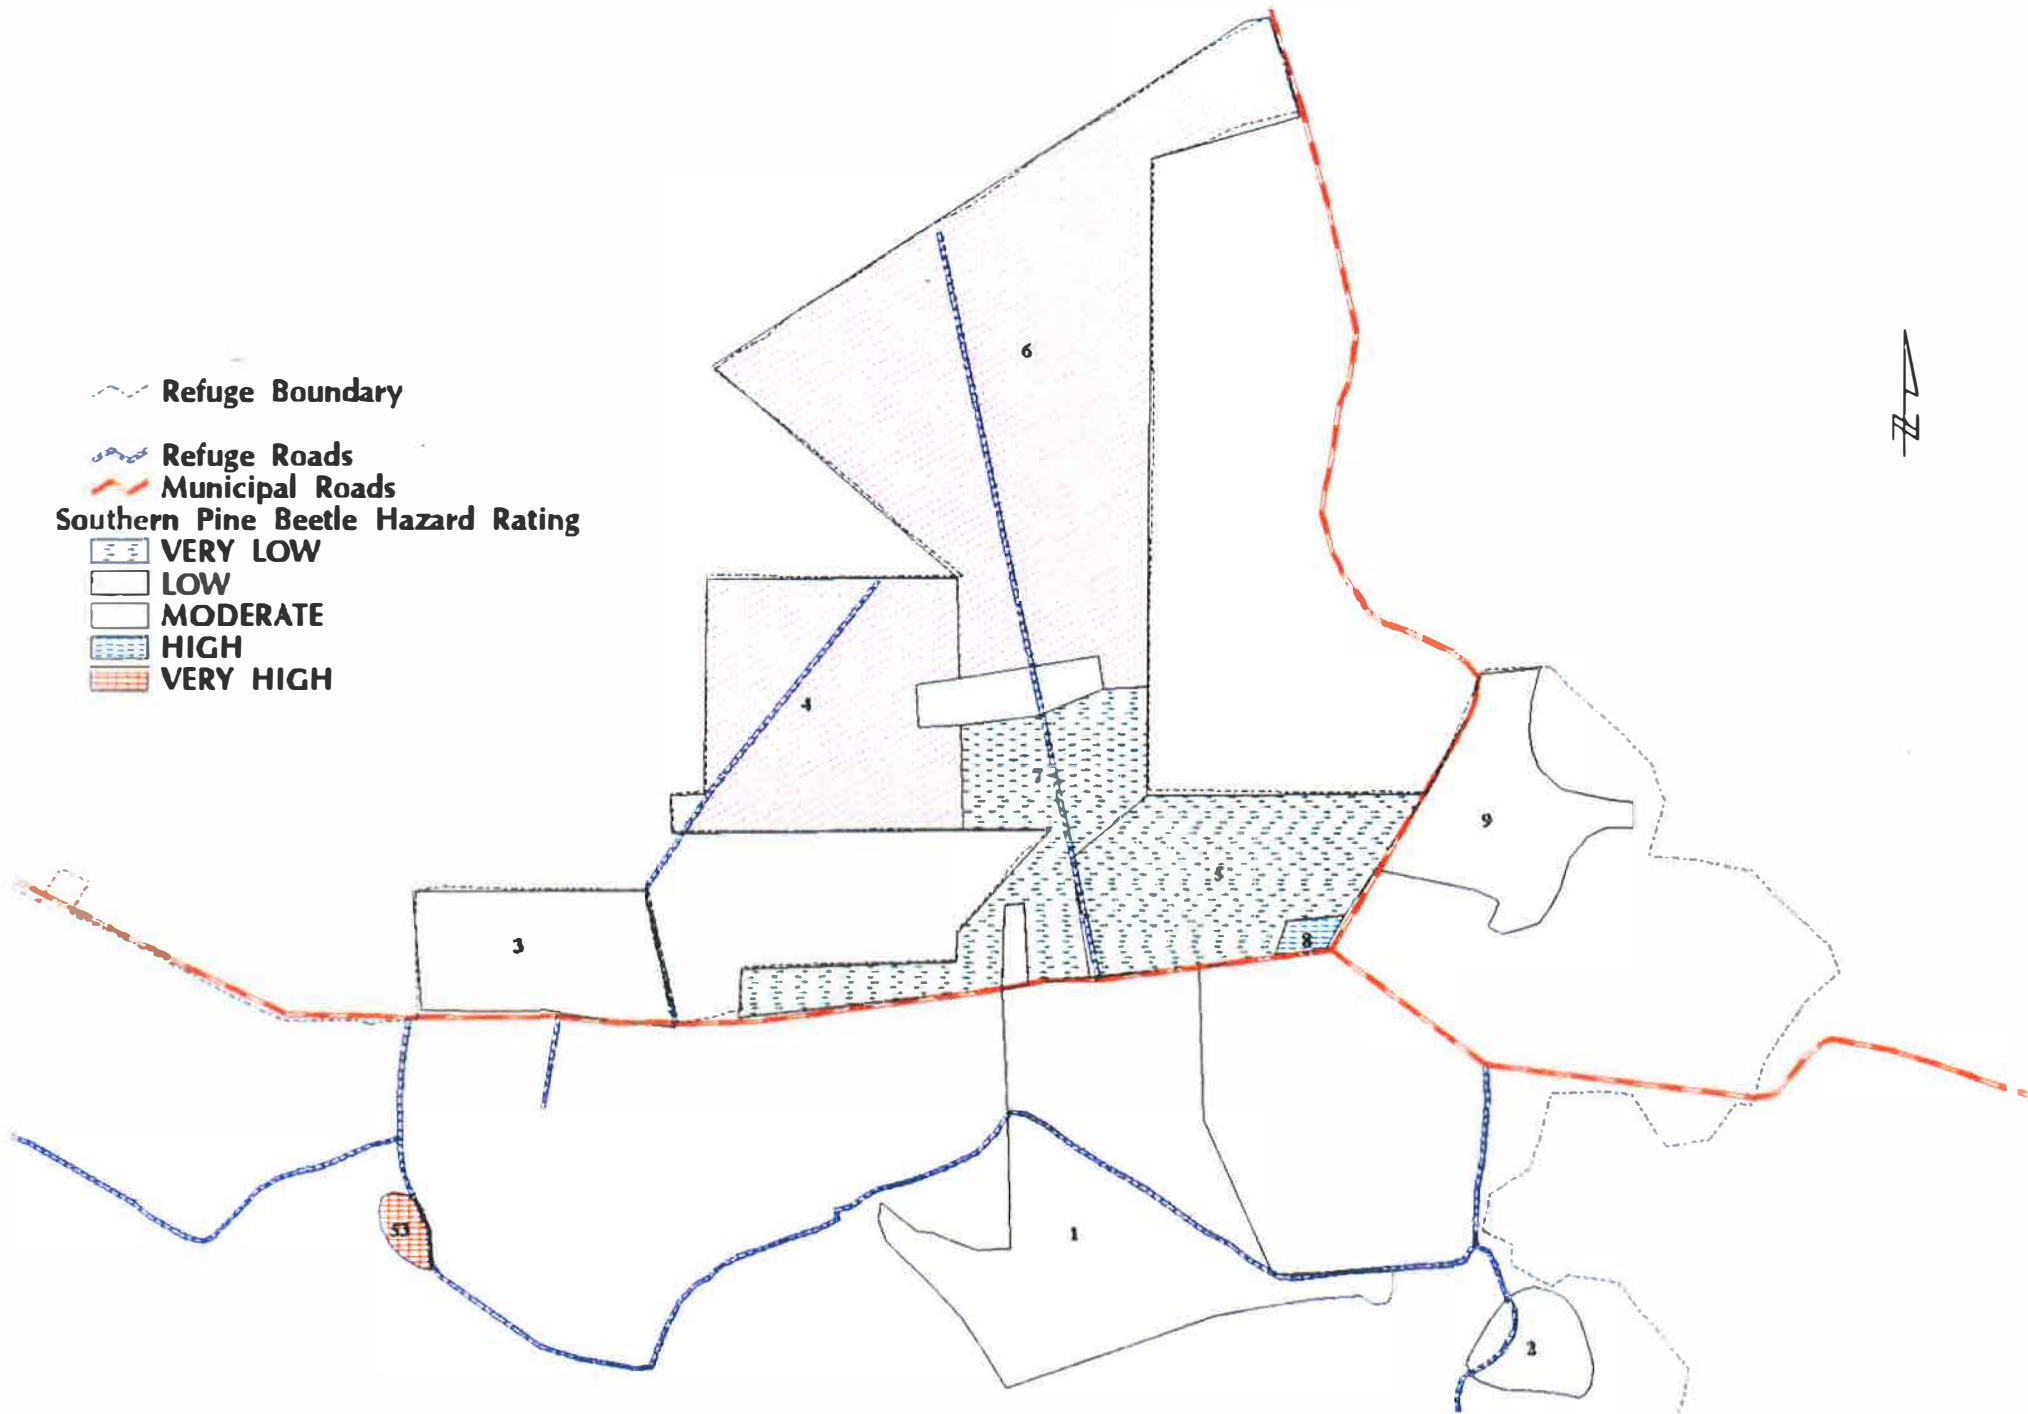 Refuge Boundary
Refuge Roads
Municipal Roads
Southern Pine Beetle Hazard Rating
VERY LOW
LOW
MODERATE
HIGH
VERY HIGH
6
4
7
9
5
3
8
53
1
2